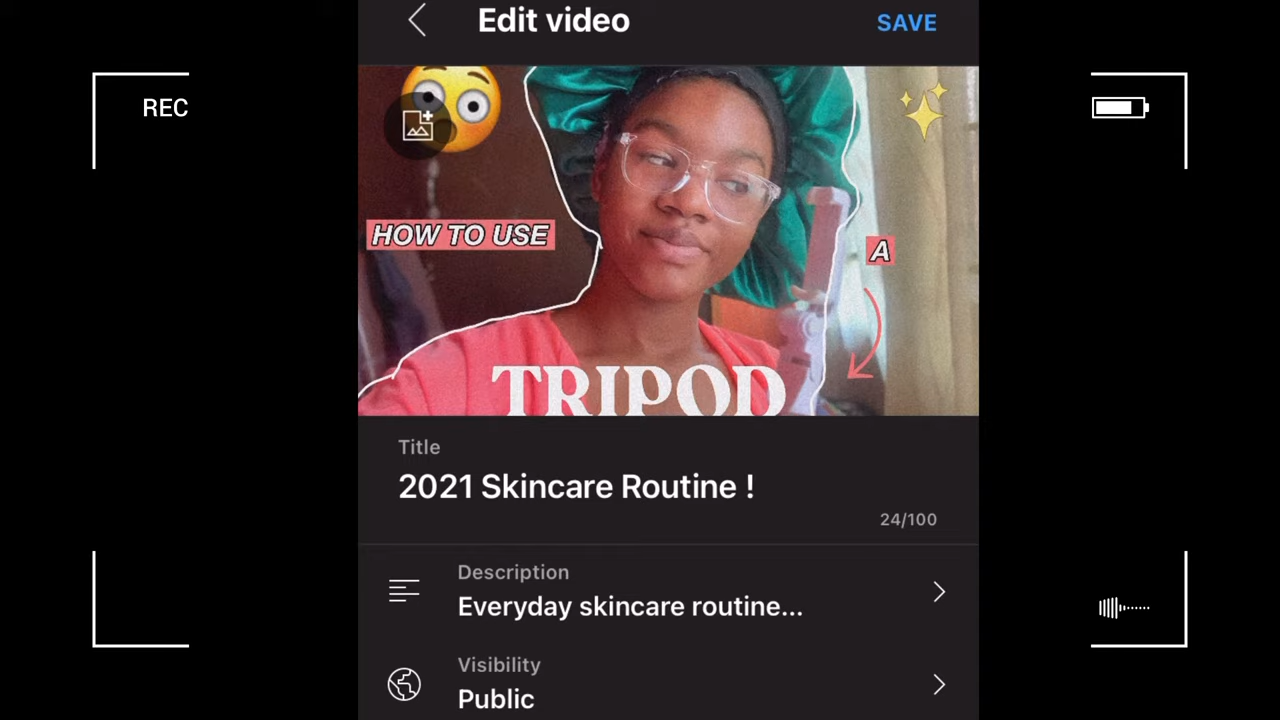 Edit video
SAVE
REC
HOW TO USE
A
TRIPOD
Title
2021 Skincare Routine !
24/100
Description
Everyday skincare routine...
Visibility
Public